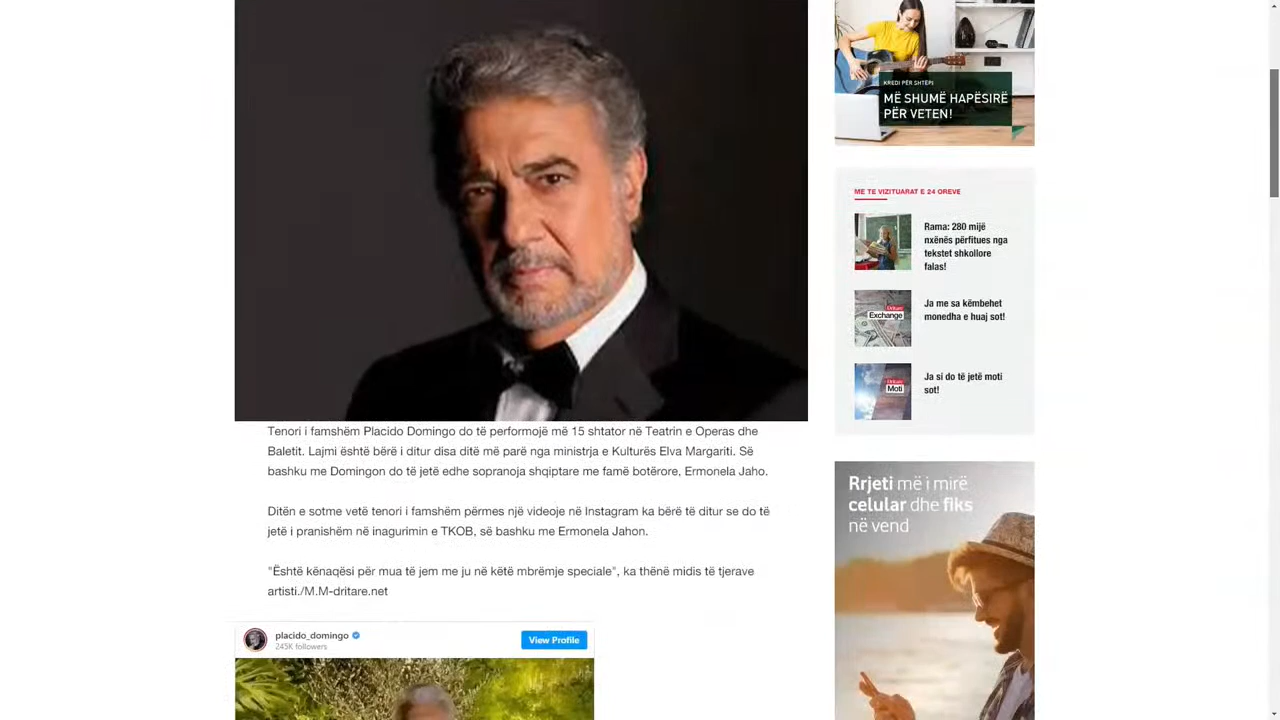 KREDI PËR SHTËPI
MË SHUMË HAPËSIRË
PËR VETEN!
ME TE VIZITUARAT E 24 OREVE
Rama: 280 mijë
nxënës përfitues nga
tekstet shkollore
falas!
Dritare
Exchange
Ja me sa këmbehet
monedha e huaj sot!
Dritare
Moti
Ja si do të jetë moti
sot!
Tenori i famshëm Placido Domingo do të performojë më 15 shtator në Teatrin e Operas dhe
Baletit. Lajmi është bërë i ditur disa ditë më parë nga ministrja e Kulturës Elva Margariti. Së
bashku me Domingon do të jetë edhe sopranoja shqiptare me famë botërore, Ermonela Jaho.
Ditën e sotme vetë tenori i famshëm përmes një videoje në Instagram ka bërë të ditur se do të
jetë i pranishëm në inagurimin e TKOB, së bashku me Ermonela Jahon.
"Është kënaqësi për mua të jem me ju në këtë mbrëmje speciale", ka thënë midis të tjerave
artisti./M.M-dritare.net
placido_domingo
245K followers
View Profile
Rrjeti më i mirë
celular dhe fiks
në vend